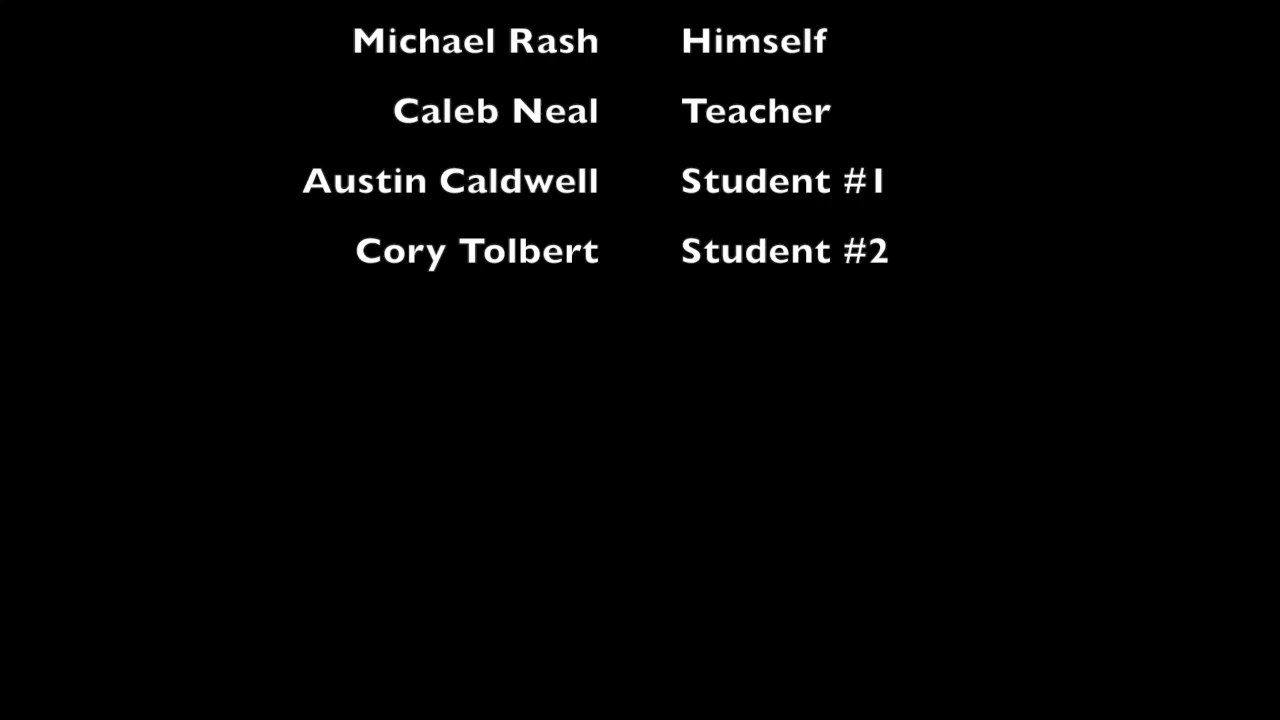 Michael Rash Himself
Caleb Neal Teacher
Austin Caldwell Student #1
Cory Tolbert Student #2